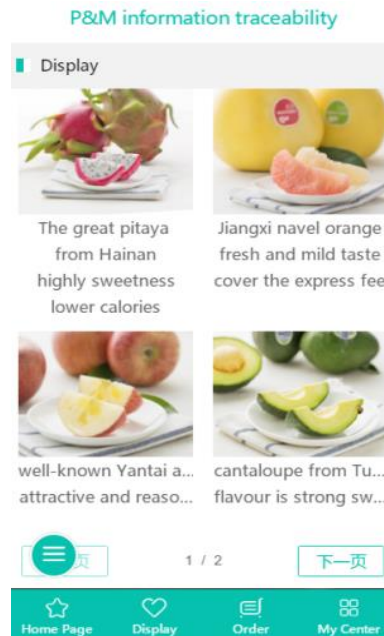 P&M information traceability
Display
The great pitaya
from Hainan
highly sweetness
lower calories
Jiangxi navel orange
fresh and mild taste
cover the express fee
well-known Yantai a...
attractive and reaso...
cantaloupe from Tu...
flavour is strong sw...
页
1 / 2
下一页
Home Page
Display
Order
My Center